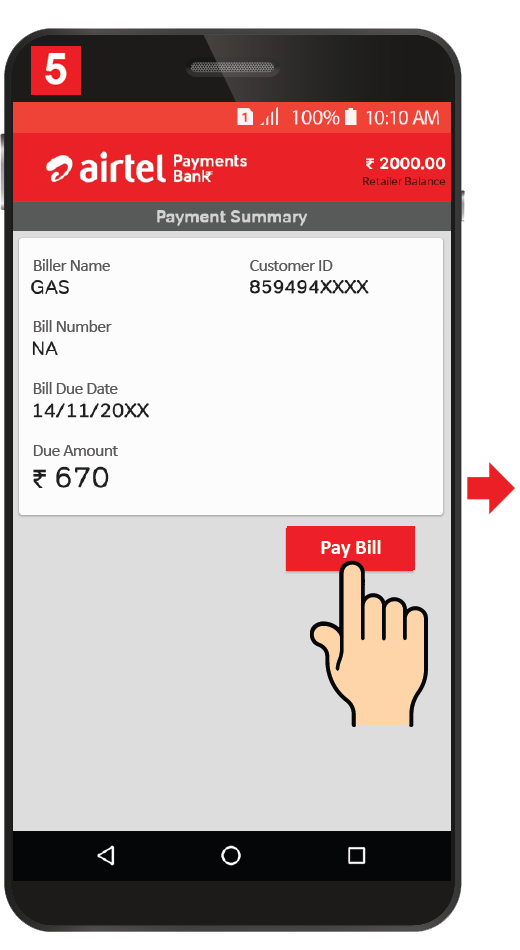 5
1 100% 10:10 AM
airtel Payments Bank
₹ 2000.00
Retailer Balance
Payment Summary
Biller Name
GAS
Customer ID
859494XXXX
Bill Number
NA
Bill Due Date
14/11/20XX
Due Amount
₹ 670
Pay Bill